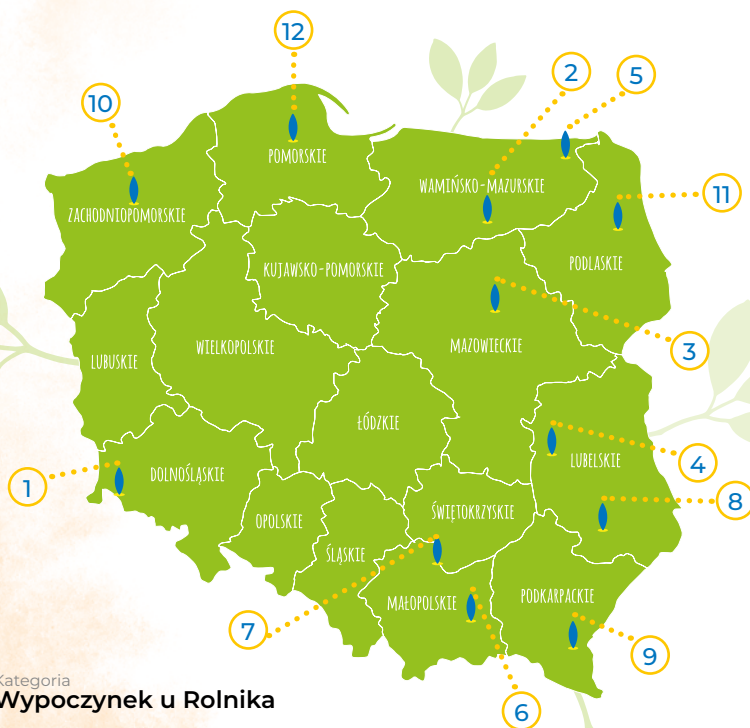 12
2
5
10
POMORSKIE
WAMIŃSKO-MAZURSKIE
11
ZACHODNIOPOMORSKIE
PODLASKIE
KUJAWSKO-POMORSKIE
WIELKOPOLSKIE
MAZOWIECKIE
3
LUBUSKIE
ŁÓDZKIE
LUBELSKIE
4
1
DOLNOŚLĄSKIE
8
OPOLSKIE
ŚWIĘTOKRZYSKIE
ŚLĄSKIE
MAŁOPOLSKIE
PODKARPACKIE
7
9
6
Kategoria
Wypoczynek u Rolnika